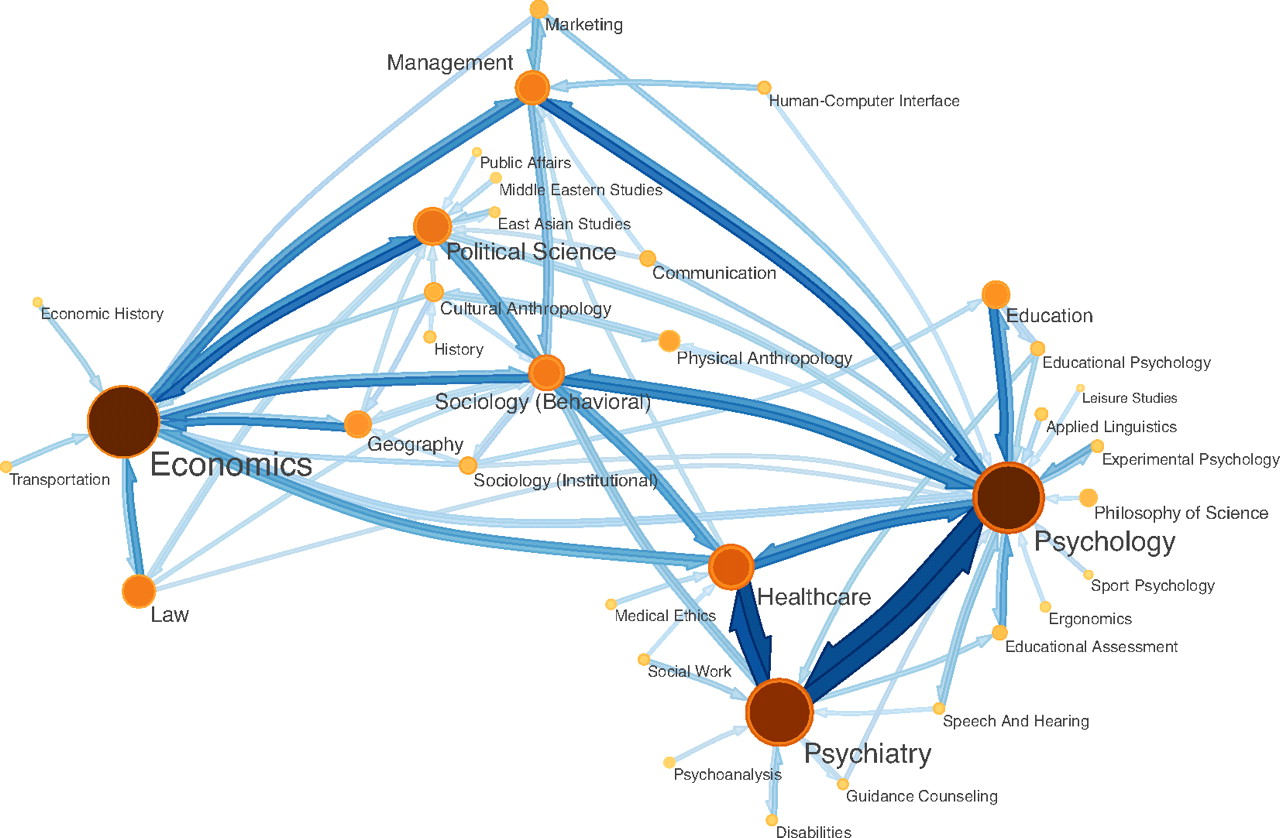 Marketing
Management
Human-Computer Interface
Public Affairs
Middle Eastern Studies
East Asian Studies
Political Science
Communication
Economic History
Cultural Anthropology
Education
History
Physical Anthropology
Educational Psychology
Leisure Studies
Sociology (Behavioral)
Applied Linguistics
Geography
Economics
Experimental Psychology
Transportation
Sociology (Institutional)
Philosophy of Science
Psychology
Sport Psychology
Healthcare
Law
Medical Ethics
Ergonomics
Educational Assessment
Social Work
Speech And Hearing
Psychiatry
Psychoanalysis
Guidance Counseling
Disabilities